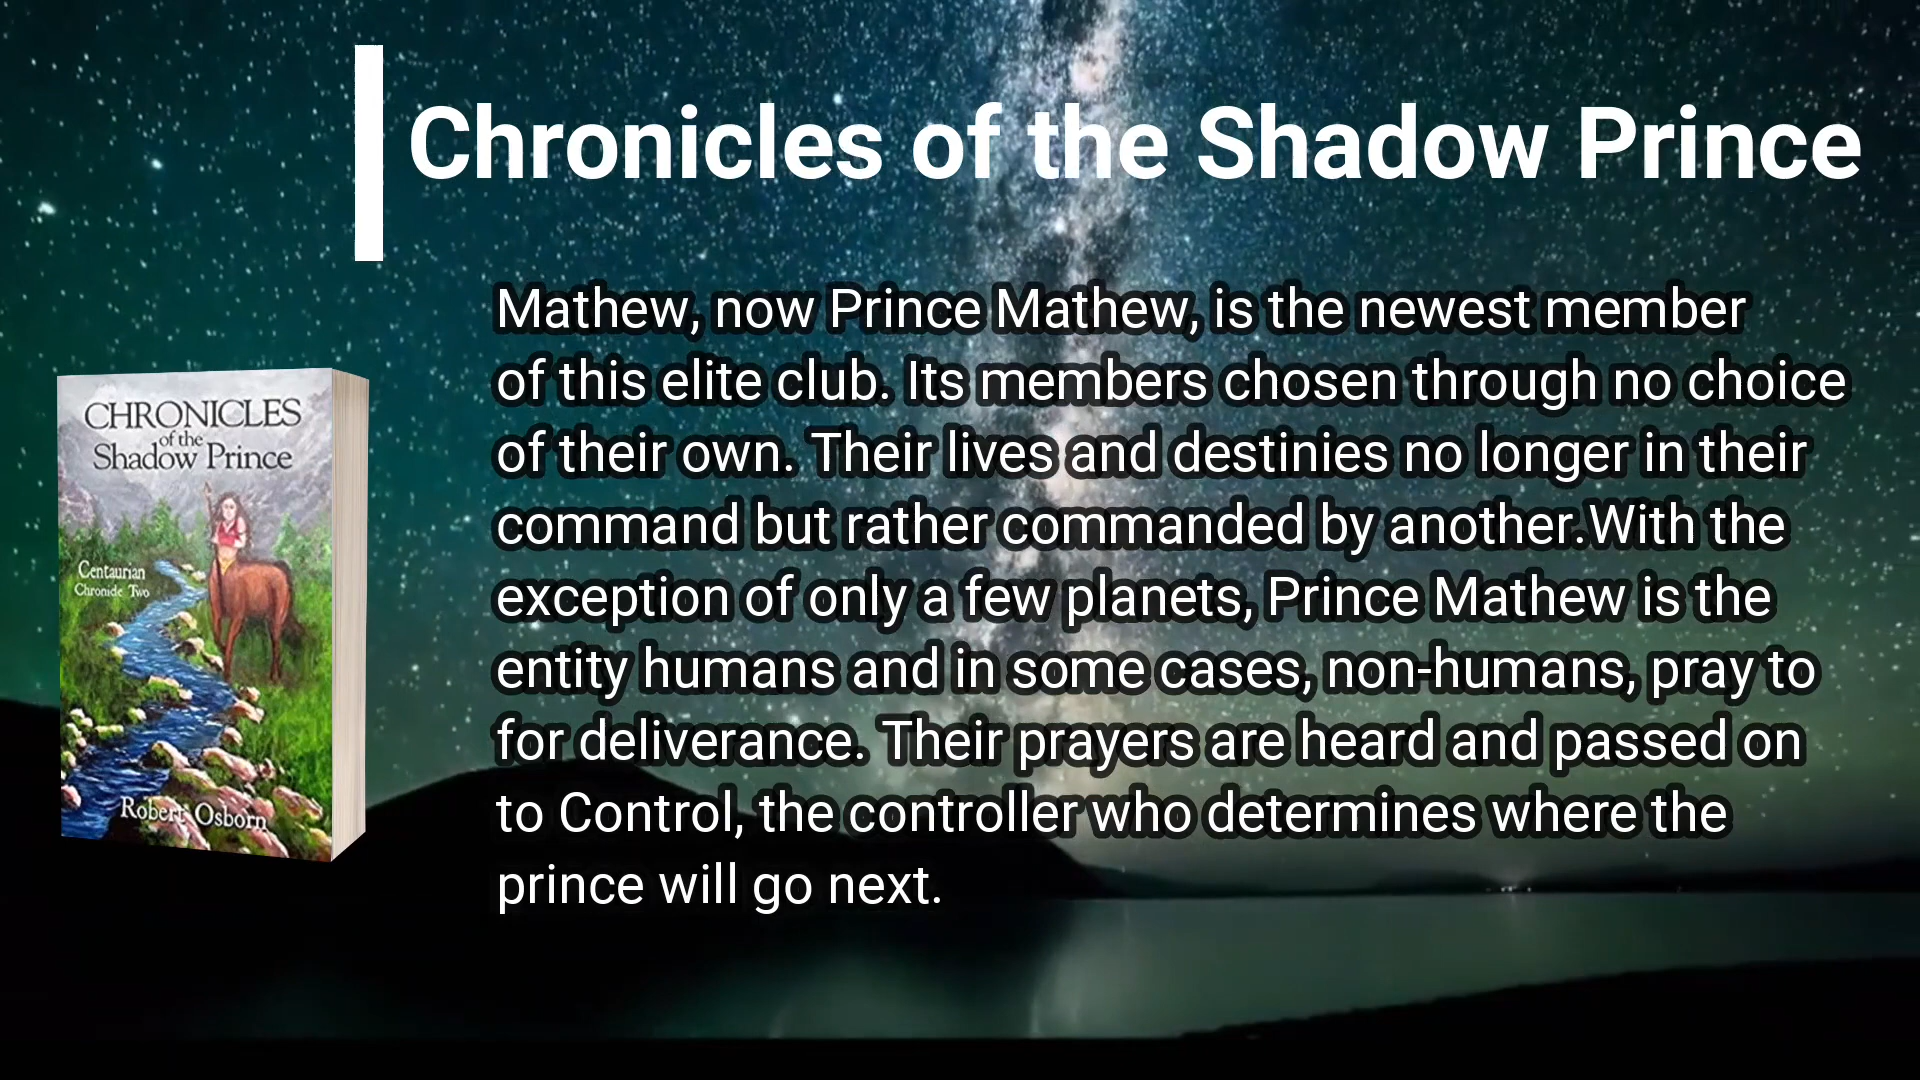 Chronicles of the Shadow Prince
Mathew, now Prince Mathew, is the newest member
of this elite club. Its members chosen through no choice
of their own. Their lives and destinies no longer in their
command but rather commanded by another.With the
exception of only a few planets, Prince Mathew is the
entity humans and in some cases, non-humans, pray to
for deliverance. Their prayers are heard and passed on
to Control, the controller who determines where the
prince will go next.
CHRONICLES
of the
Shadow Prince
Centaurian
Chronicle Two
Robert Osborn